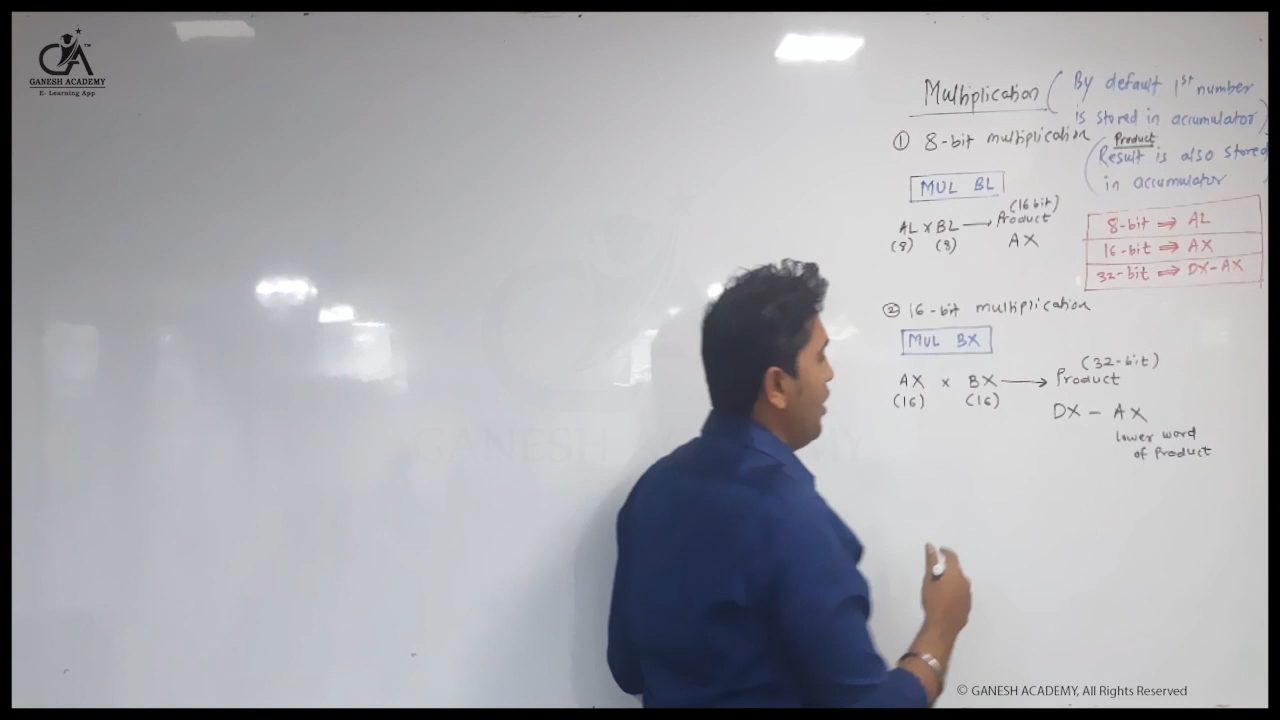 GANESH ACADEMY
E- Learning App
Multiplication (By default 1st number
is stored in accumulator)
① 8-bit multiplication
(Product
Result is also stored
in accumulator)
MUL BL
AL x BL → Product (16 bit)
(8) (8) AX
8-bit ⇒ AL
16-bit ⇒ AX
32-bit ⇒ DX-AX
② 16-bit multiplication
MUL BX
(32-bit)
AX x BX → Product
(16) (16)
DX - AX
lower word
of Product
GANESH ACADEMY
© GANESH ACADEMY, All Rights Reserved